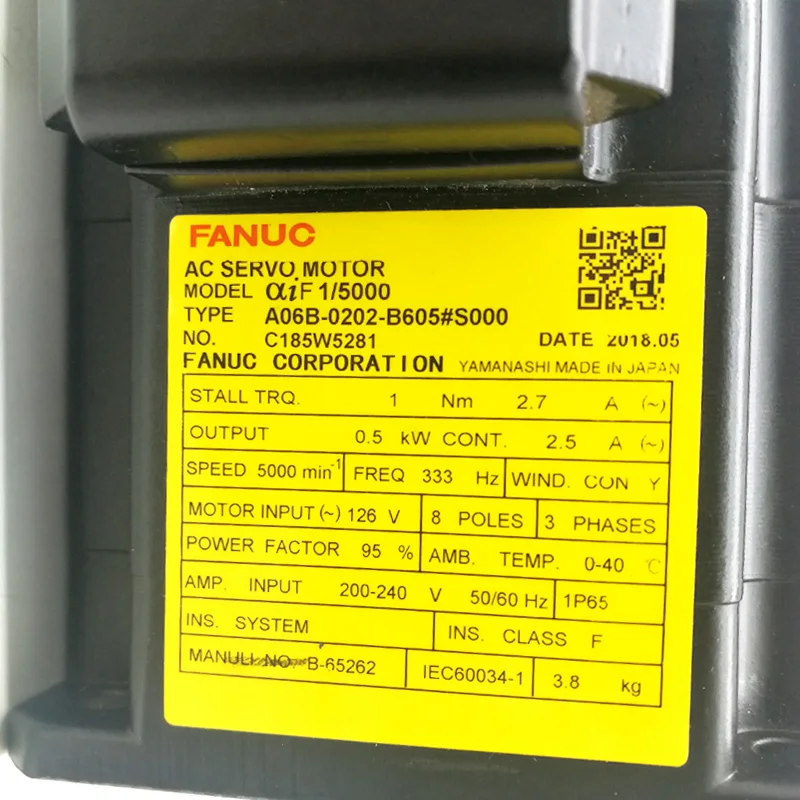 FANUC
AC SERVO MOTOR
MODEL αiF 1/5000
TYPE A06B-0202-B605#S000
NO. C185W5281 DATE 2018.05
FANUC CORPORATION YAMANASHI MADE IN JAPAN
STALL TRQ. 1 Nm 2.7 A (~)
OUTPUT 0.5 kW CONT. 2.5 A (~)
SPEED 5000 min⁻¹ FREQ 333 Hz WIND. CON Y
MOTOR INPUT (~) 126 V 8 POLES 3 PHASES
POWER FACTOR 95 % AMB. TEMP. 0-40 ℃
AMP. INPUT 200-240 V 50/60 Hz 1P65
INS. SYSTEM INS. CLASS F
MANULL NO. B-65262 IEC60034-1 3.8 kg